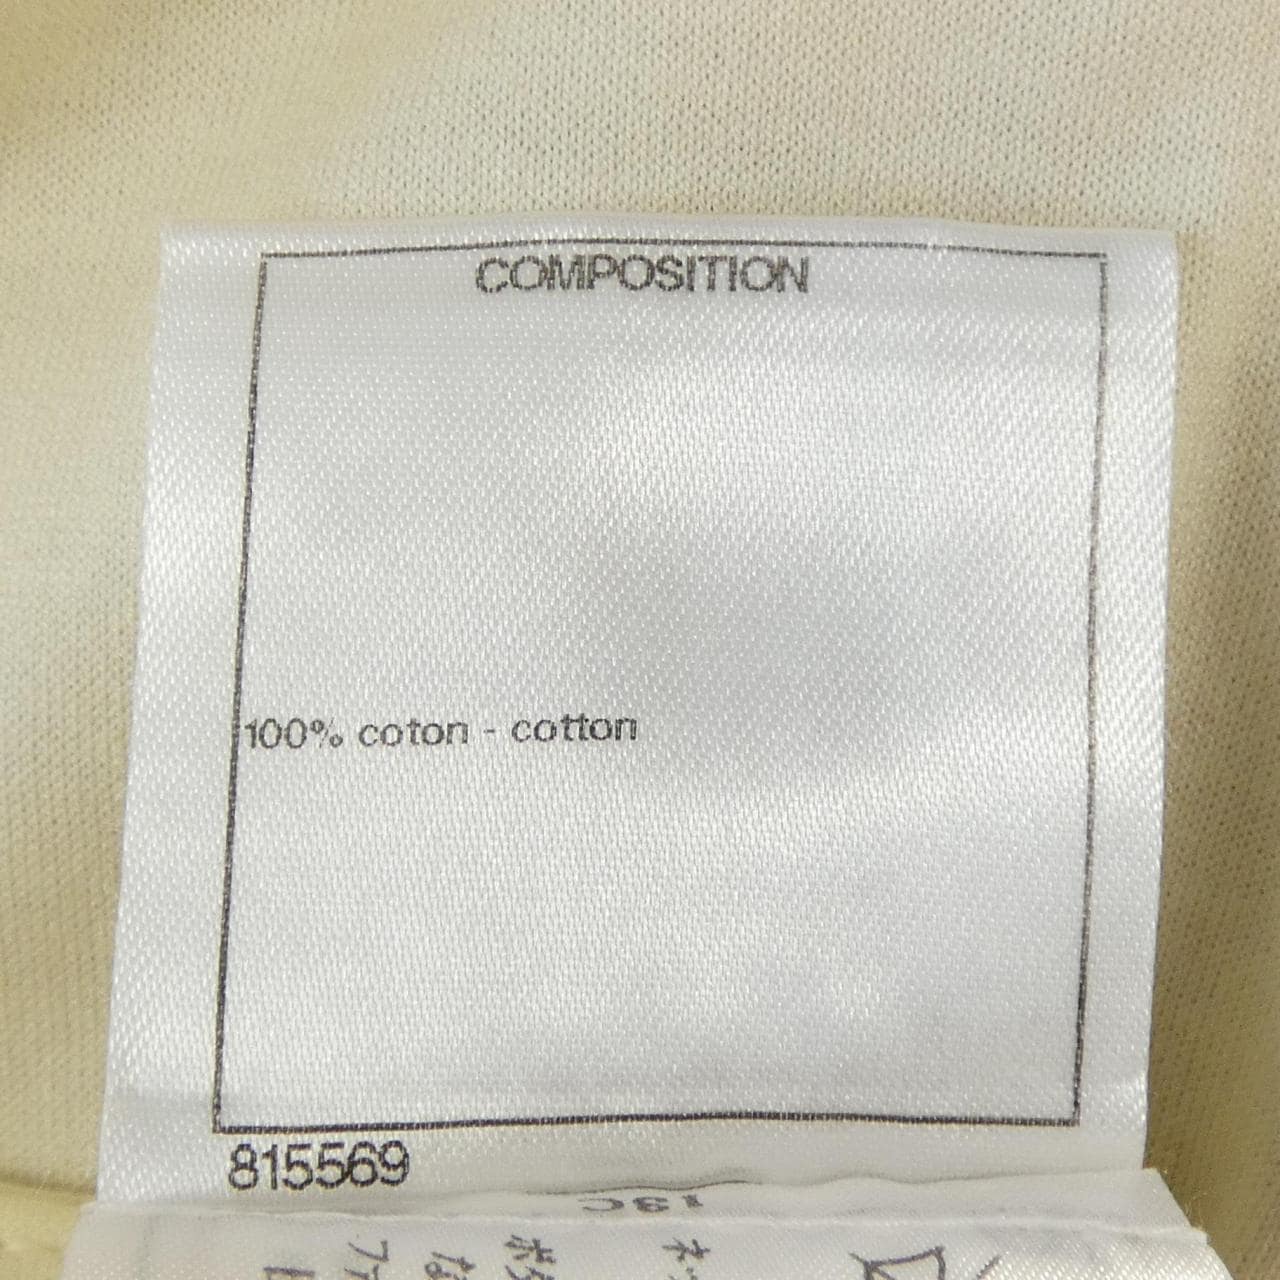 COMPOSITION
100% coton - cotton
815569